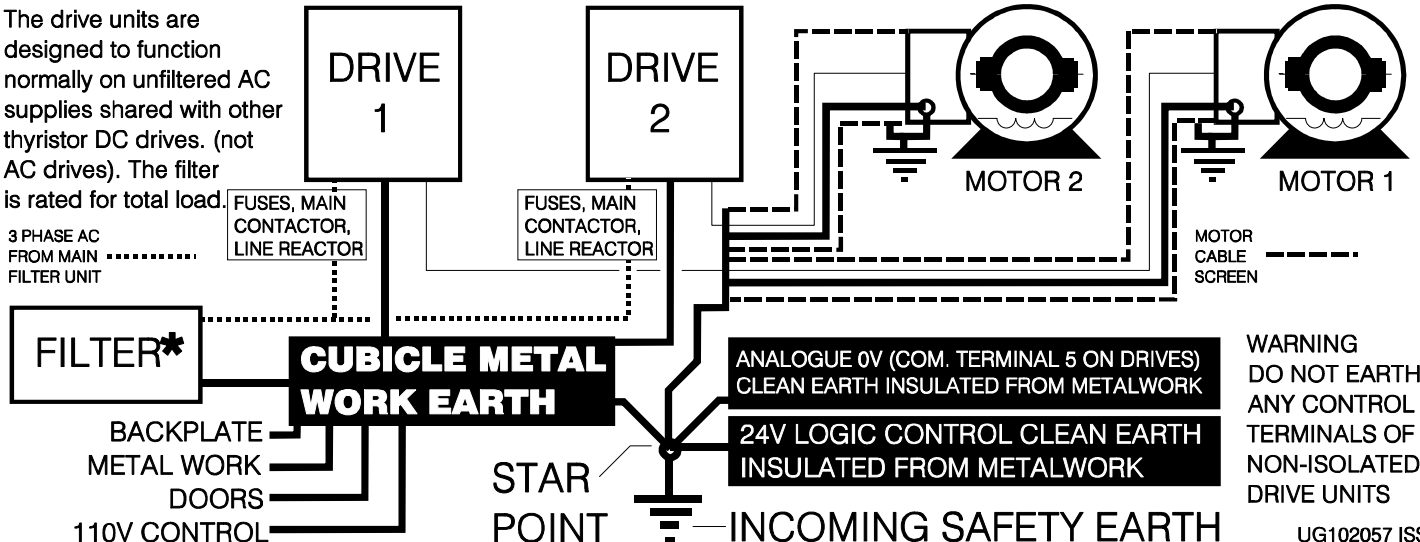 The drive units are
designed to function
normally on unfiltered AC
supplies shared with other
thyristor DC drives. (not
AC drives). The filter
is rated for total load.
DRIVE
1
DRIVE
2
MOTOR 2
MOTOR 1
FUSES, MAIN
CONTACTOR,
LINE REACTOR
FUSES, MAIN
CONTACTOR,
LINE REACTOR
3 PHASE AC
FROM MAIN
FILTER UNIT
MOTOR
CABLE
SCREEN
FILTER*
CUBICLE METAL
WORK EARTH
ANALOGUE 0V (COM. TERMINAL 5 ON DRIVES)
CLEAN EARTH INSULATED FROM METALWORK
24V LOGIC CONTROL CLEAN EARTH
INSULATED FROM METALWORK
WARNING
DO NOT EARTH
ANY CONTROL
TERMINALS OF
NON-ISOLATED
DRIVE UNITS
BACKPLATE
METAL WORK
DOORS
110V CONTROL
STAR
POINT
INCOMING SAFETY EARTH
UG102057 ISS